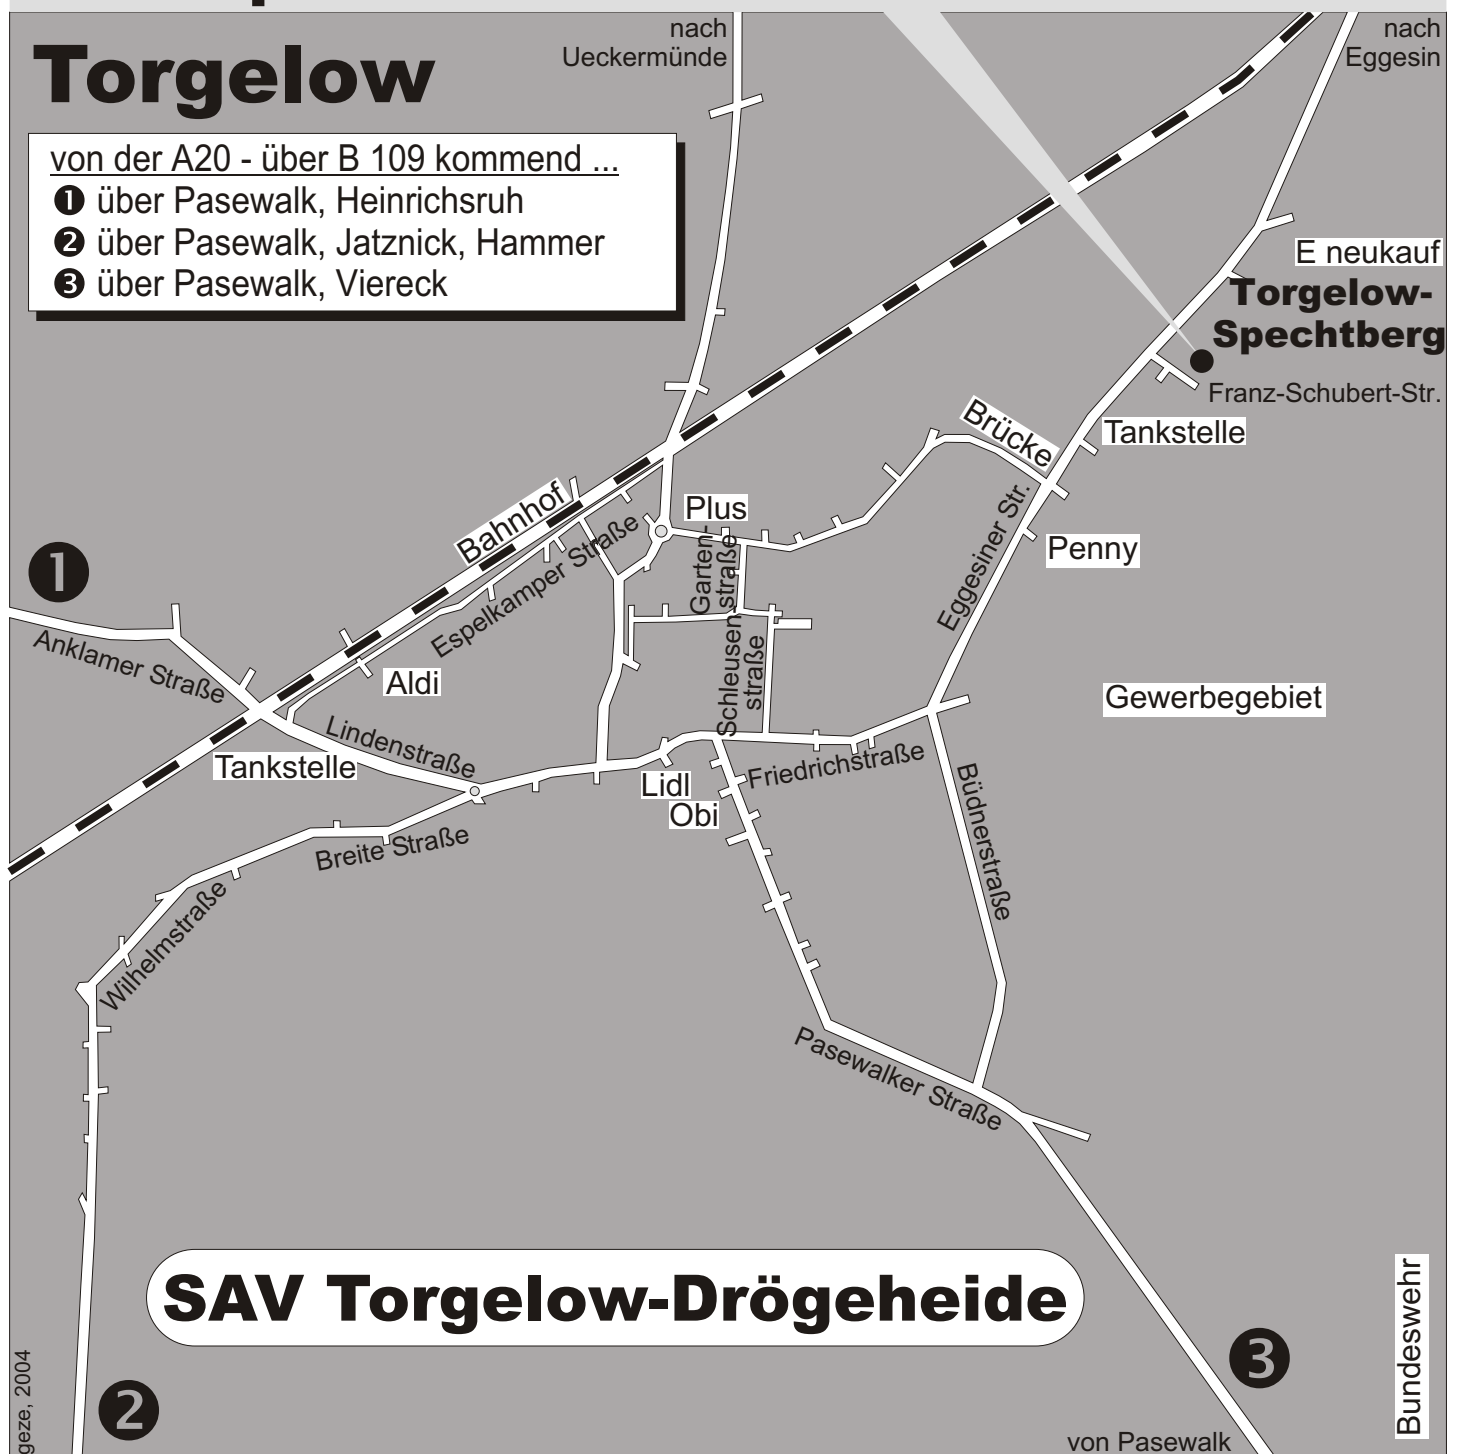 Torgelow
nach
Ueckermünde
nach
Eggesin
von der A20 - über B 109 kommend ...
❶ über Pasewalk, Heinrichsruh
❷ über Pasewalk, Jatznick, Hammer
❸ über Pasewalk, Viereck
E neukauf
Torgelow-
Spechtberg
Franz-Schubert-Str.
Brücke
Tankstelle
Bahnhof
Plus
Eggesiner Str.
Penny
❶
Espelkamper Straße
Garten-
straße
Anklamer Straße
Aldi
Schleusen-
straße
Gewerbegebiet
Lindenstraße
Tankstelle
Lidl
Obi
Friedrichstraße
Büdnerstraße
Breite Straße
Wilhelmstraße
Pasewalker Straße
SAV Torgelow-Drögeheide
❸
Bundeswehr
❷
geze, 2004
von Pasewalk